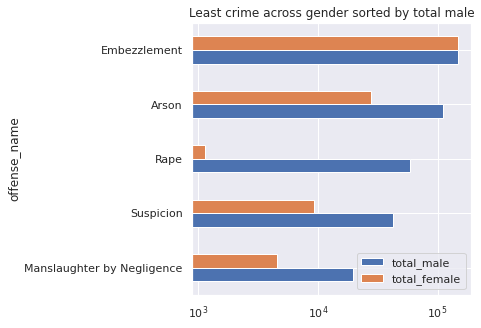 Least crime across gender sorted by total male
offense_name
Embezzlement
Arson
Rape
Suspicion
Manslaughter by Negligence
total_male
total_female
10³
10⁴
10⁵